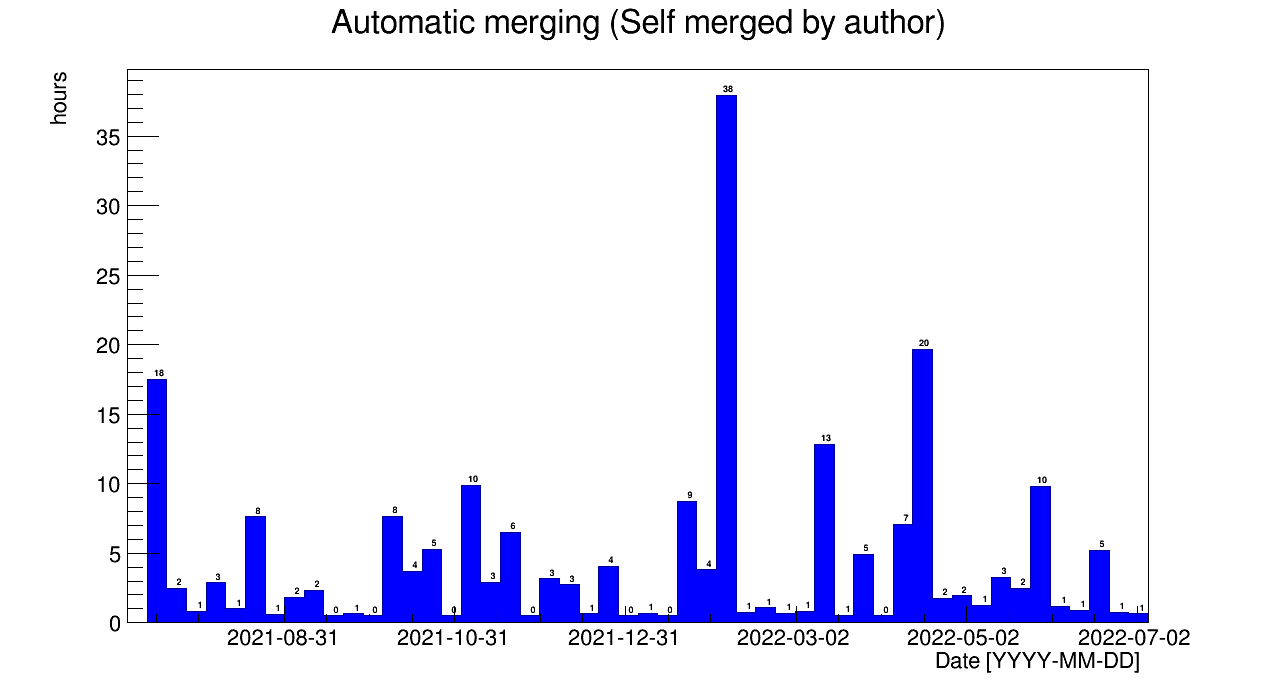 Automatic merging (Self merged by author)
hours
35
30
25
20
15
10
5
0
18 2 1 3 1 8 1 2 2 0 1 0 8 4 5 0 10 3 6 0 3 3 1 4 0 1 0 9 4 38 1 1 1 1 13 1 5 0 7 20 2 2 1 3 2 10 1 1 5 1 1
2021-08-31 2021-10-31 2021-12-31 2022-03-02 2022-05-02 2022-07-02
Date [YYYY-MM-DD]